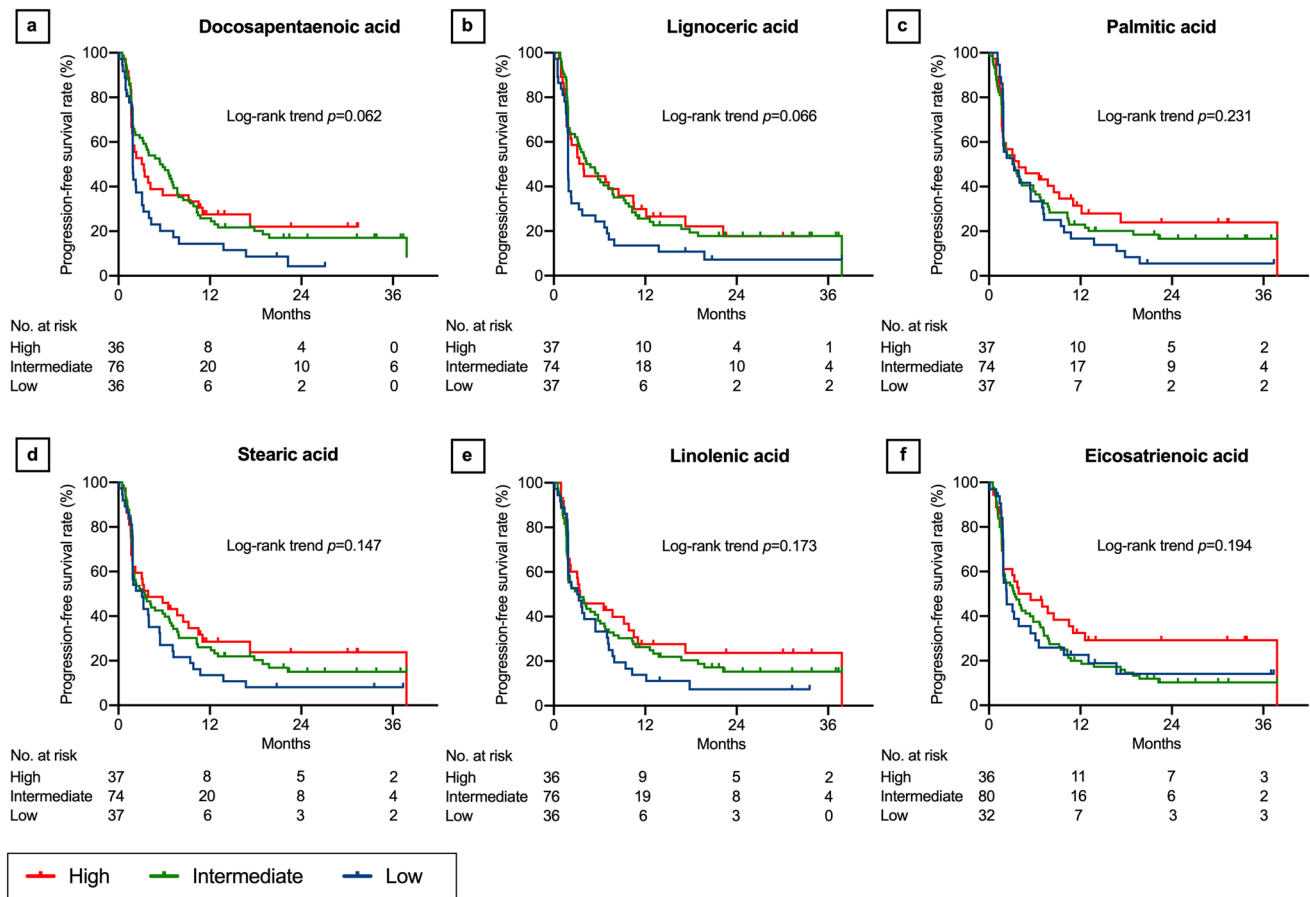 a Docosapentaenoic acid
Progression-free survival rate (%)
100
80
60
40
20
0
Log-rank trend p=0.062
0 12 24 36
Months
No. at risk
High 36 8 4 0
Intermediate 76 20 10 6
Low 36 6 2 0
b Lignoceric acid
Progression-free survival rate (%)
100
80
60
40
20
0
Log-rank trend p=0.066
0 12 24 36
Months
No. at risk
High 37 10 4 1
Intermediate 74 18 10 4
Low 37 6 2 2
c Palmitic acid
Progression-free survival rate (%)
100
80
60
40
20
0
Log-rank trend p=0.231
0 12 24 36
Months
No. at risk
High 37 10 5 2
Intermediate 74 17 9 4
Low 37 7 2 2
d Stearic acid
Progression-free survival rate (%)
100
80
60
40
20
0
Log-rank trend p=0.147
0 12 24 36
Months
No. at risk
High 37 8 5 2
Intermediate 74 20 8 4
Low 37 6 3 2
e Linolenic acid
Progression-free survival rate (%)
100
80
60
40
20
0
Log-rank trend p=0.173
0 12 24 36
Months
No. at risk
High 36 9 5 2
Intermediate 76 19 8 4
Low 36 6 3 0
f Eicosatrienoic acid
Progression-free survival rate (%)
100
80
60
40
20
0
Log-rank trend p=0.194
0 12 24 36
Months
No. at risk
High 36 11 7 3
Intermediate 80 16 6 2
Low 32 7 3 3
High Intermediate Low